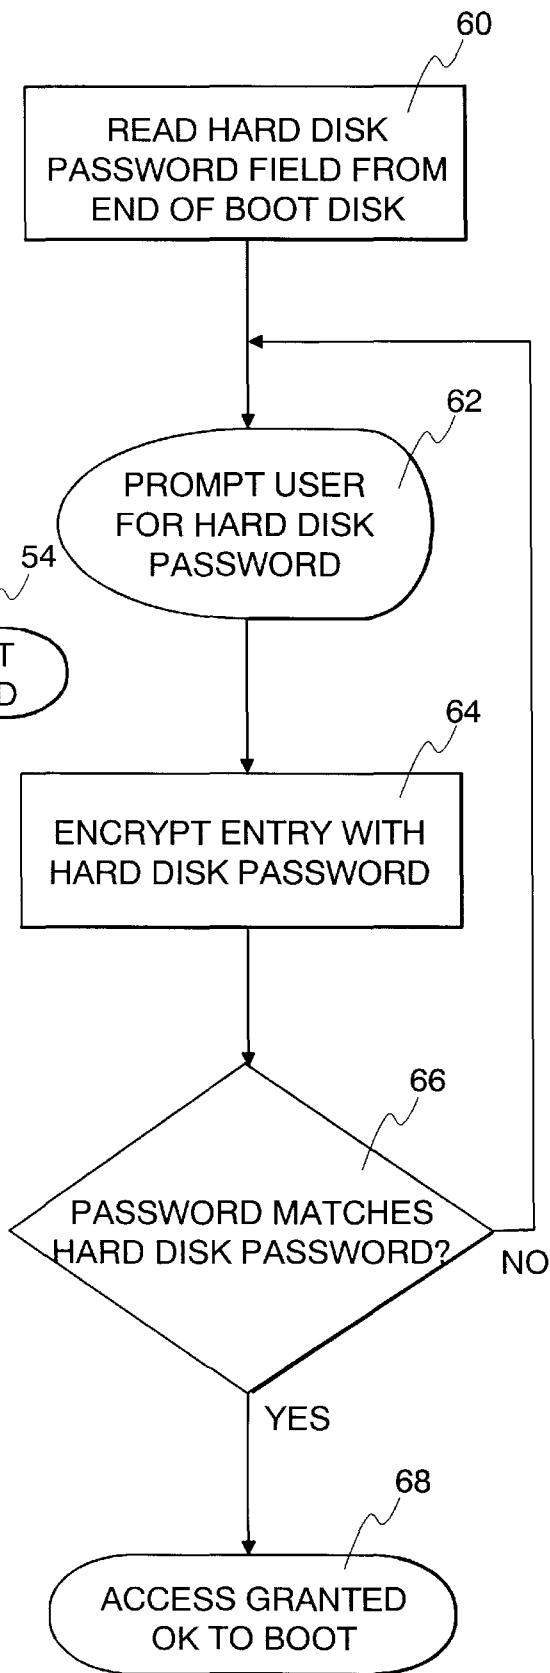 60
READ HARD DISK
PASSWORD FIELD FROM
END OF BOOT DISK
62
PROMPT USER
FOR HARD DISK
PASSWORD
54
T
D
64
ENCRYPT ENTRY WITH
HARD DISK PASSWORD
66
PASSWORD MATCHES
HARD DISK PASSWORD?
NO
YES
68
ACCESS GRANTED
OK TO BOOT